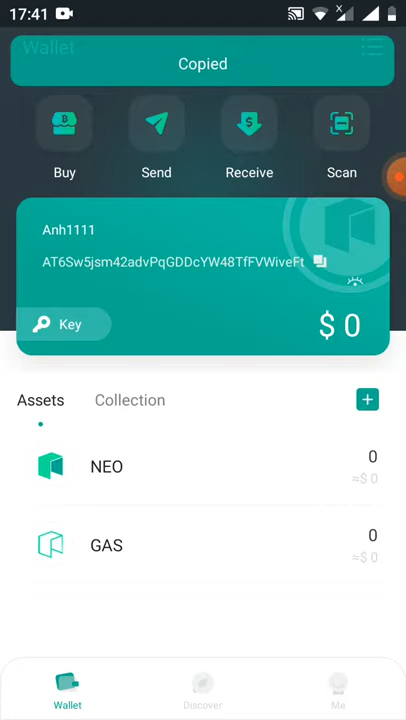 17:41
Wallet
Copied
Buy
Send
Receive
Scan
Anh1111
AT6Sw5jsm42advPqGDDcYW48TfFVWiveFt
Key
$ 0
Assets
Collection
NEO
0
≈$ 0
GAS
0
≈$ 0
Wallet
Discover
Me